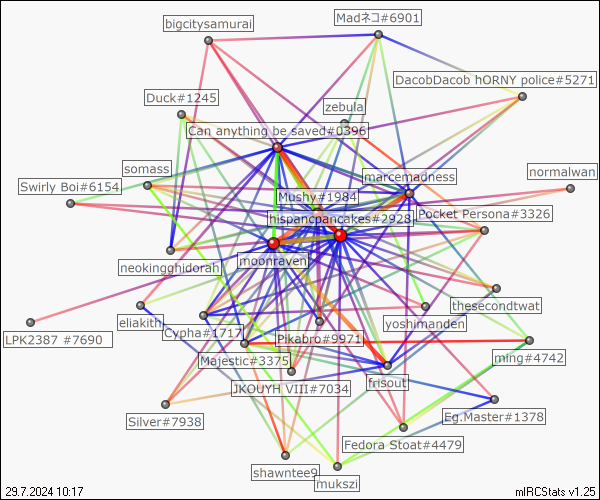 bigcitysamurai
Madネコ#6901
DacobDacob hORNY police#5271
Duck#1245
zebula
Can anything be saved#0396
somass
marcemadness
normalwan
Swirly Boi#6154
Mushy#1984
hispancpancakes#2928
Pocket Persona#3326
moonraven
neokingghidorah
thesecondtwat
eliakith
yoshimanden
LPK2387 #7690
Cypha#1717
Pikabro#9971
Majestic#3375
ming#4742
JKOUYH VIII#7034
frisout
Silver#7938
Eg.Master#1378
Fedora Stoat#4479
shawntee9
mukszi
29.7.2024 10:17
mIRCStats v1.25